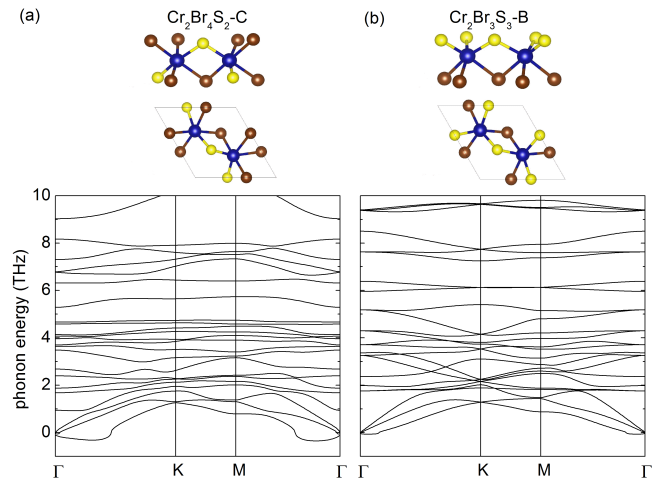 (a) Cr₂Br₄S₂-C
(b) Cr₂Br₃S₃-B
phonon energy (THz)
10
8
6
4
2
0
Γ K M Γ
Γ K M Γ